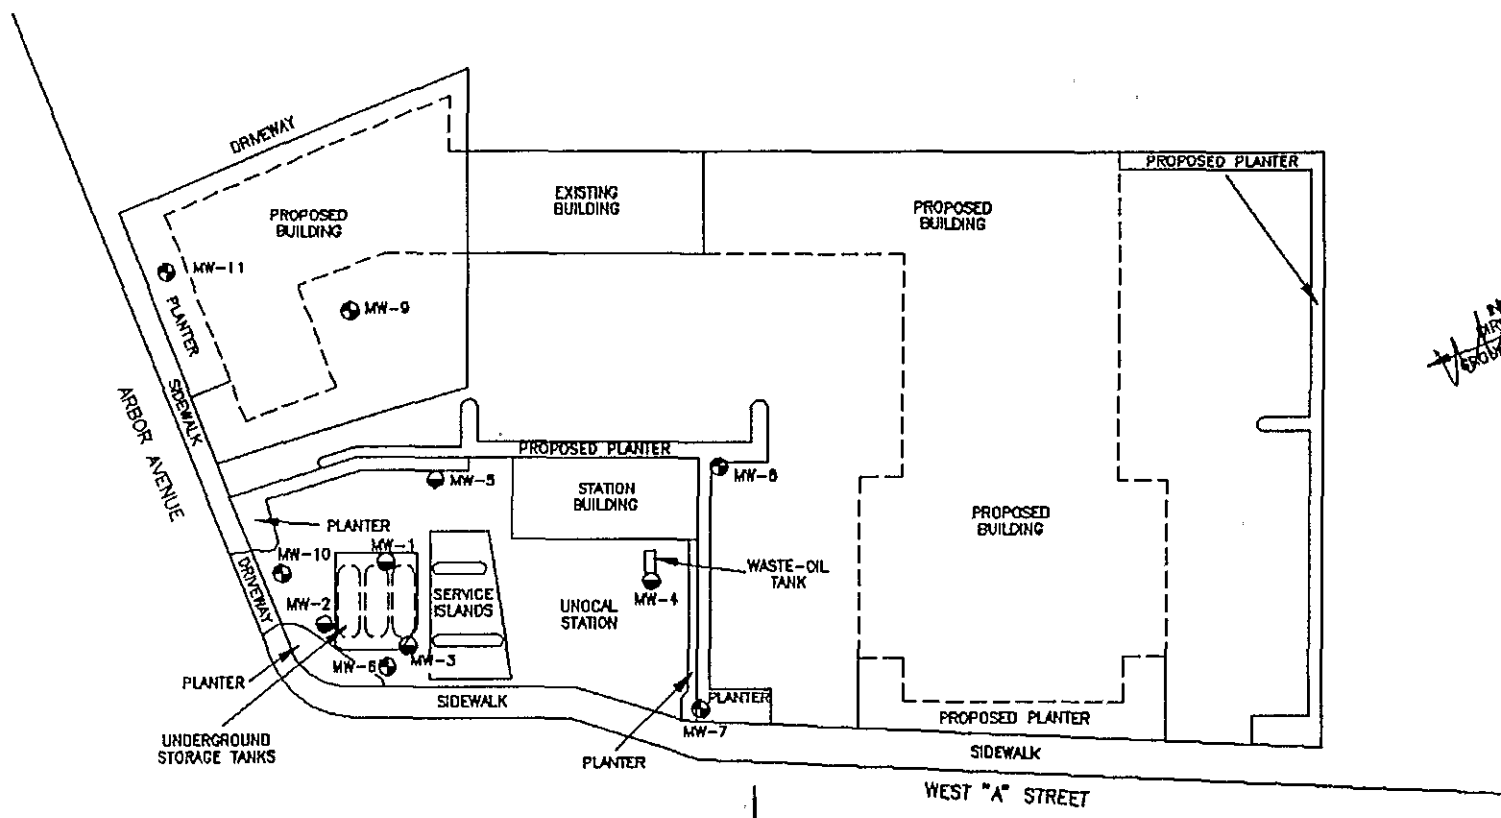 DRIVEWAY
PROPOSED PLANTER
EXISTING
BUILDING
PROPOSED
BUILDING
PROPOSED
BUILDING
MW-11
MW-9
PLANTER
SIDEWALK
ARBOR AVENUE
PROPOSED PLANTER
MW-5
MW-8
STATION
BUILDING
PROPOSED
BUILDING
PLANTER
MW-1
MW-10
WASTE-OIL
TANK
DRIVEWAY
MW-2
SERVICE
ISLANDS
UNOCAL
STATION
MW-4
MW-3
MW-6
PLANTER
SIDEWALK
PLANTER
MW-7
PROPOSED PLANTER
UNDERGROUND
STORAGE TANKS
PLANTER
SIDEWALK
WEST "A" STREET